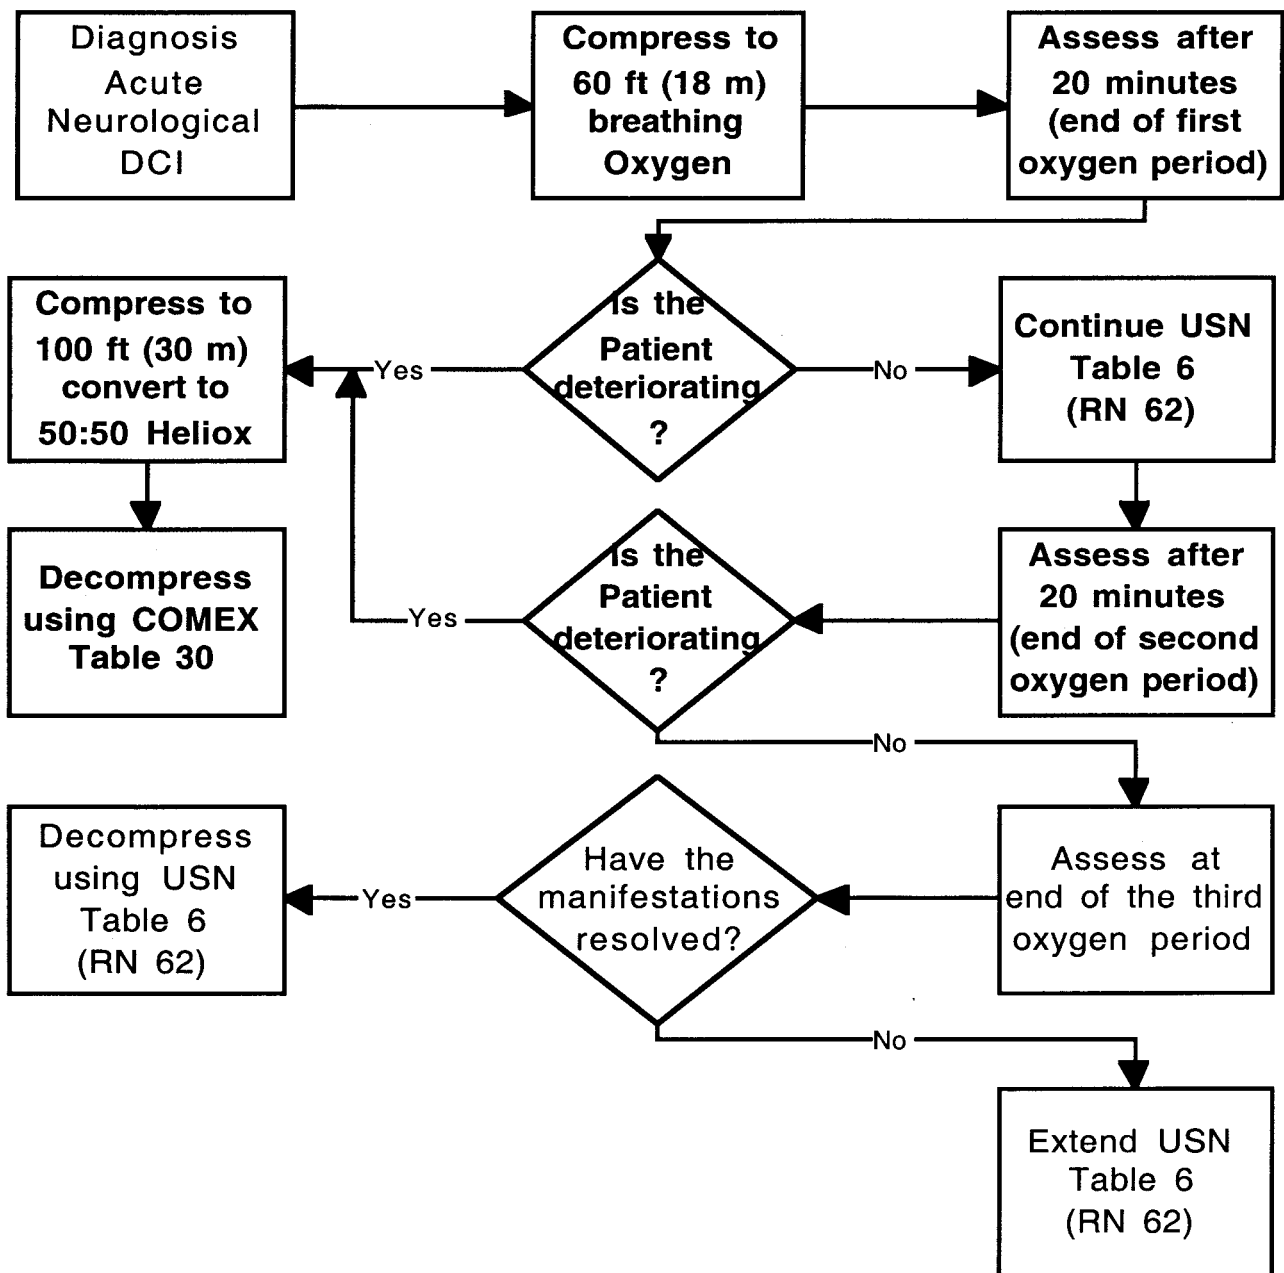 Diagnosis
Acute
Neurological
DCI
Compress to
60 ft (18 m)
breathing
Oxygen
Assess after
20 minutes
(end of first
oxygen period)
Is the
Patient
deteriorating
?
Yes
No
Compress to
100 ft (30 m)
convert to
50:50 Heliox
Continue USN
Table 6
(RN 62)
Decompress
using COMEX
Table 30
Is the
Patient
deteriorating
?
Yes
No
Assess after
20 minutes
(end of second
oxygen period)
Decompress
using USN
Table 6
(RN 62)
Yes
Have the
manifestations
resolved?
Assess at
end of the third
oxygen period
No
Extend USN
Table 6
(RN 62)